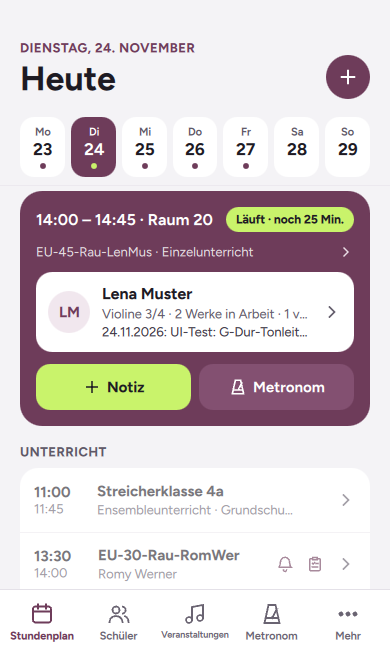 DIENSTAG, 24. NOVEMBER
Heute
Mo Di Mi Do Fr Sa So
23 24 25 26 27 28 29
14:00 – 14:45 · Raum 20 Läuft · noch 25 Min.
EU-45-Rau-LenMus · Einzelunterricht
LM
Lena Muster
Violine 3/4 · 2 Werke in Arbeit · 1 v...
24.11.2026: UI-Test: G-Dur-Tonleit...
Notiz Metronom
UNTERRICHT
11:00 Streicherklasse 4a
11:45 Ensembleunterricht · Grundschu...
13:30 EU-30-Rau-RomWer
14:00 Romy Werner
Stundenplan Schüler Veranstaltungen Metronom Mehr